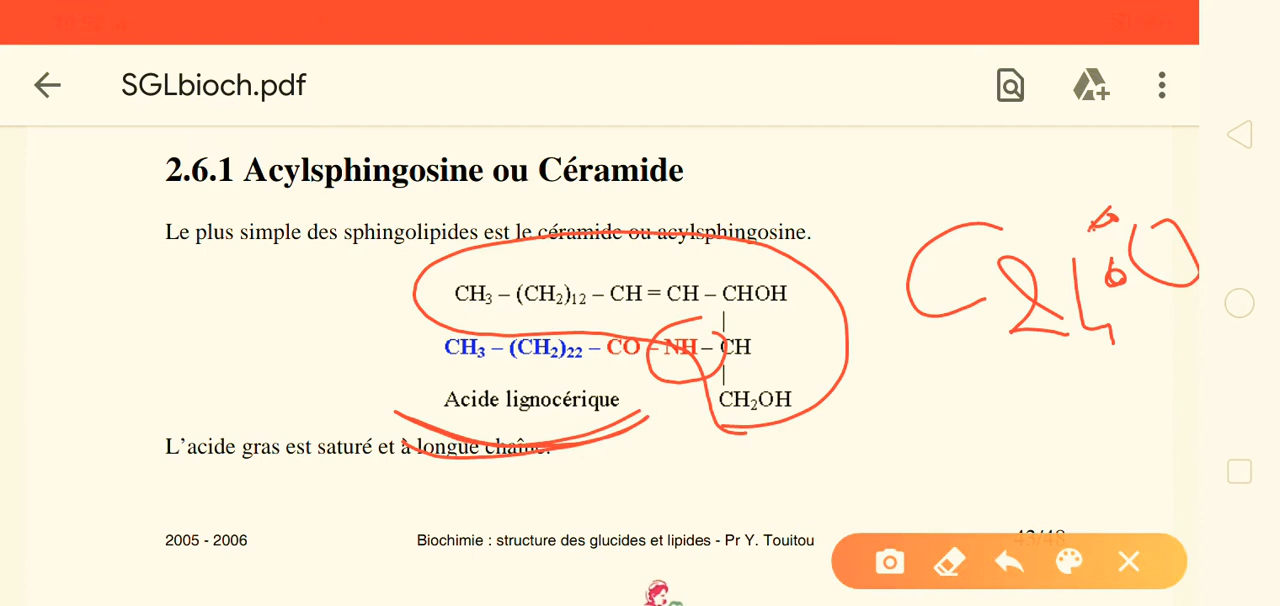 SGLbioch.pdf
2.6.1 Acylsphingosine ou Céramide
Le plus simple des sphingolipides est le céramide ou acylsphingosine.
CH₃ – (CH₂)₁₂ – CH = CH – CHOH
CH₃ – (CH₂)₂₂ – CO – NH – CH
CH₂OH
Acide lignocérique
L’acide gras est saturé et à longue chaîne.
2005 - 2006
Biochimie : structure des glucides et lipides - Pr Y. Touitou
43/48